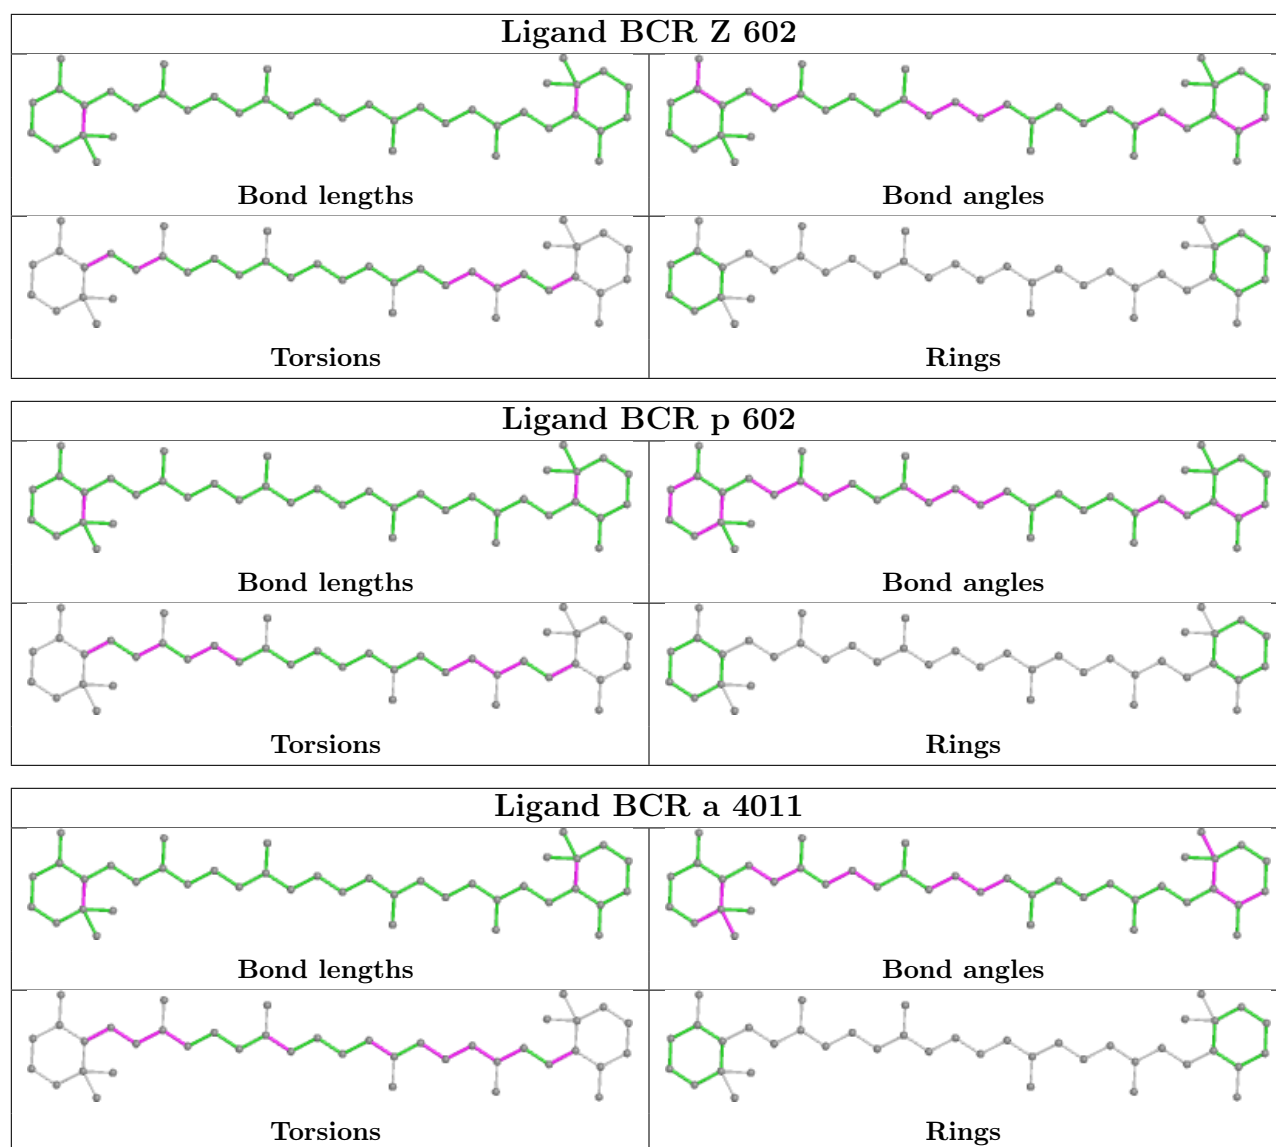 Ligand BCR Z 602
Bond lengths
Bond angles
Torsions
Rings
Ligand BCR p 602
Bond lengths
Bond angles
Torsions
Rings
Ligand BCR a 4011
Bond lengths
Bond angles
Torsions
Rings